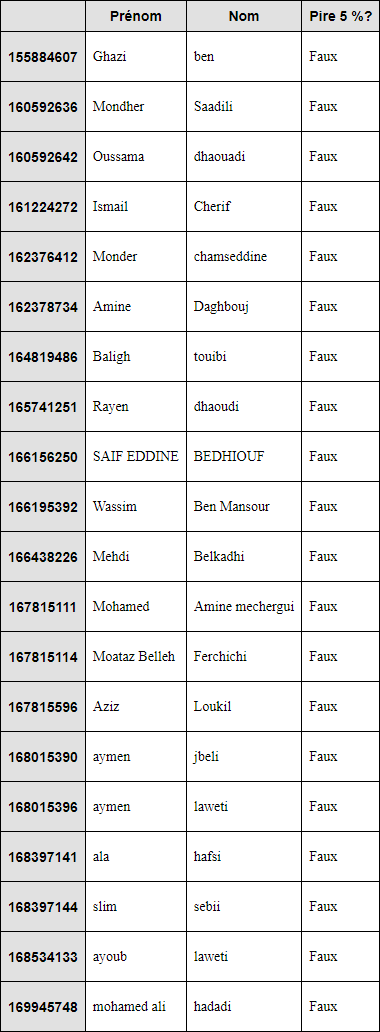 Prénom Nom Pire 5 %?
155884607 Ghazi ben Faux
160592636 Mondher Saadili Faux
160592642 Oussama dhaouadi Faux
161224272 Ismail Cherif Faux
162376412 Monder chamseddine Faux
162378734 Amine Daghbouj Faux
164819486 Baligh touibi Faux
165741251 Rayen dhaoudi Faux
166156250 SAIF EDDINE BEDHIOUF Faux
166195392 Wassim Ben Mansour Faux
166438226 Mehdi Belkadhi Faux
167815111 Mohamed Amine mechergui Faux
167815114 Moataz Belleh Ferchichi Faux
167815596 Aziz Loukil Faux
168015390 aymen jbeli Faux
168015396 aymen laweti Faux
168397141 ala hafsi Faux
168397144 slim sebii Faux
168534133 ayoub laweti Faux
169945748 mohamed ali hadadi Faux